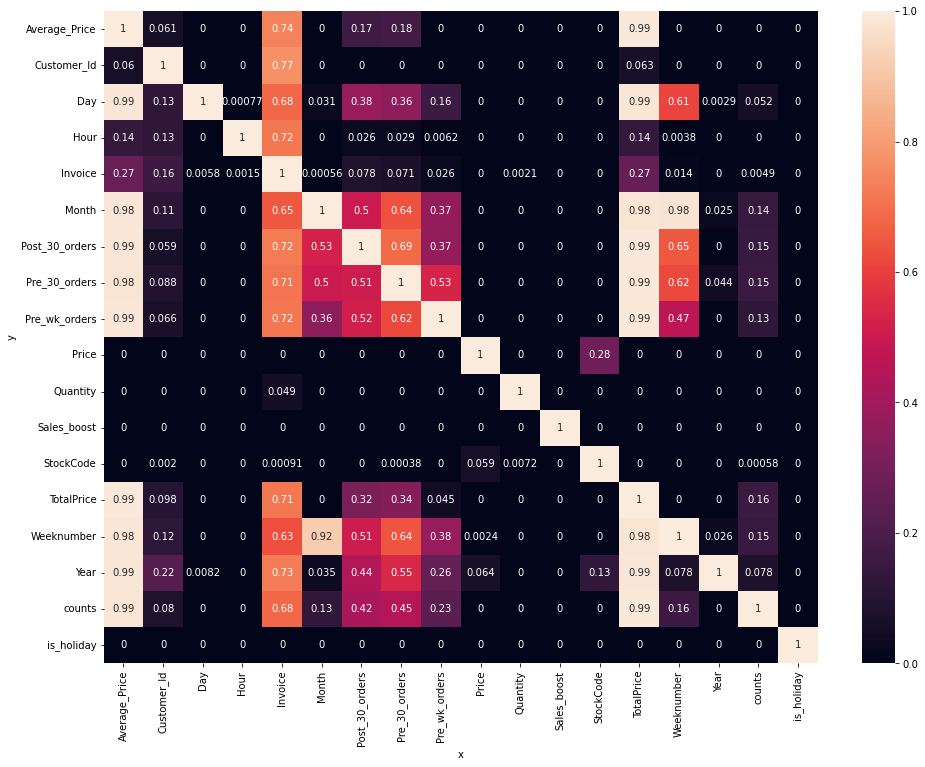 Average_Price 1 0.061 0 0 0.74 0 0.17 0.18 0 0 0 0 0 0.99 0 0 0 0
Customer_Id 0.06 1 0 0 0.77 0 0 0 0 0 0 0 0 0.063 0 0 0 0
Day 0.99 0.13 1 0.00077 0.68 0.031 0.38 0.36 0.16 0 0 0 0 0.99 0.61 0.0029 0.052 0
Hour 0.14 0.13 0 1 0.72 0 0.026 0.029 0.0062 0 0 0 0 0.14 0.0038 0 0 0
Invoice 0.27 0.16 0.0058 0.0015 1 0.00056 0.078 0.071 0.026 0 0.0021 0 0 0.27 0.014 0 0.0049 0
Month 0.98 0.11 0 0 0.65 1 0.5 0.64 0.37 0 0 0 0 0.98 0.98 0.025 0.14 0
Post_30_orders 0.99 0.059 0 0 0.72 0.53 1 0.69 0.37 0 0 0 0 0.99 0.65 0 0.15 0
Pre_30_orders 0.98 0.088 0 0 0.71 0.5 0.51 1 0.53 0 0 0 0 0.99 0.62 0.044 0.15 0
Pre_wk_orders 0.99 0.066 0 0 0.72 0.36 0.52 0.62 1 0 0 0 0 0.99 0.47 0 0.13 0
Price 0 0 0 0 0 0 0 0 0 1 0 0 0.28 0 0 0 0 0
Quantity 0 0 0 0 0.049 0 0 0 0 0 1 0 0 0 0 0 0 0
Sales_boost 0 0 0 0 0 0 0 0 0 0 0 1 0 0 0 0 0 0
StockCode 0 0.002 0 0 0.00091 0 0 0.00038 0 0.059 0.0072 0 1 0 0 0 0.00058 0
TotalPrice 0.99 0.098 0 0 0.71 0 0.32 0.34 0.045 0 0 0 0 1 0 0 0.16 0
Weeknumber 0.98 0.12 0 0 0.63 0.92 0.51 0.64 0.38 0.0024 0 0 0 0.98 1 0.026 0.15 0
Year 0.99 0.22 0.0082 0 0.73 0.035 0.44 0.55 0.26 0.064 0 0 0.13 0.99 0.078 1 0.078 0
counts 0.99 0.08 0 0 0.68 0.13 0.42 0.45 0.23 0 0 0 0 0.99 0.16 0 1 0
is_holiday 0 0 0 0 0 0 0 0 0 0 0 0 0 0 0 0 0 1
y
Average_Price Customer_Id Day Hour Invoice Month Post_30_orders Pre_30_orders Pre_wk_orders Price Quantity Sales_boost StockCode TotalPrice Weeknumber Year counts is_holiday
x
1.0
0.8
0.6
0.4
0.2
0.0